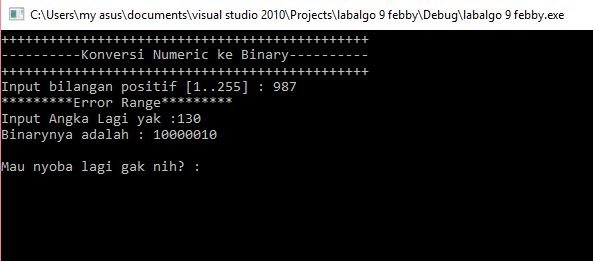 C:\Users\my asus\documents\visual studio 2010\Projects\labalgo 9 febby\Debug\labalgo 9 febby.exe
+++++++++++++++++++++++++++++++++++++++++++++++
----------Konversi Numeric ke Binary----------
+++++++++++++++++++++++++++++++++++++++++++++++
Input bilangan positif [1..255] : 987
*********Error Range*********
Input Angka Lagi yak :130
Binarynya adalah : 10000010
Mau nyoba lagi gak nih? :